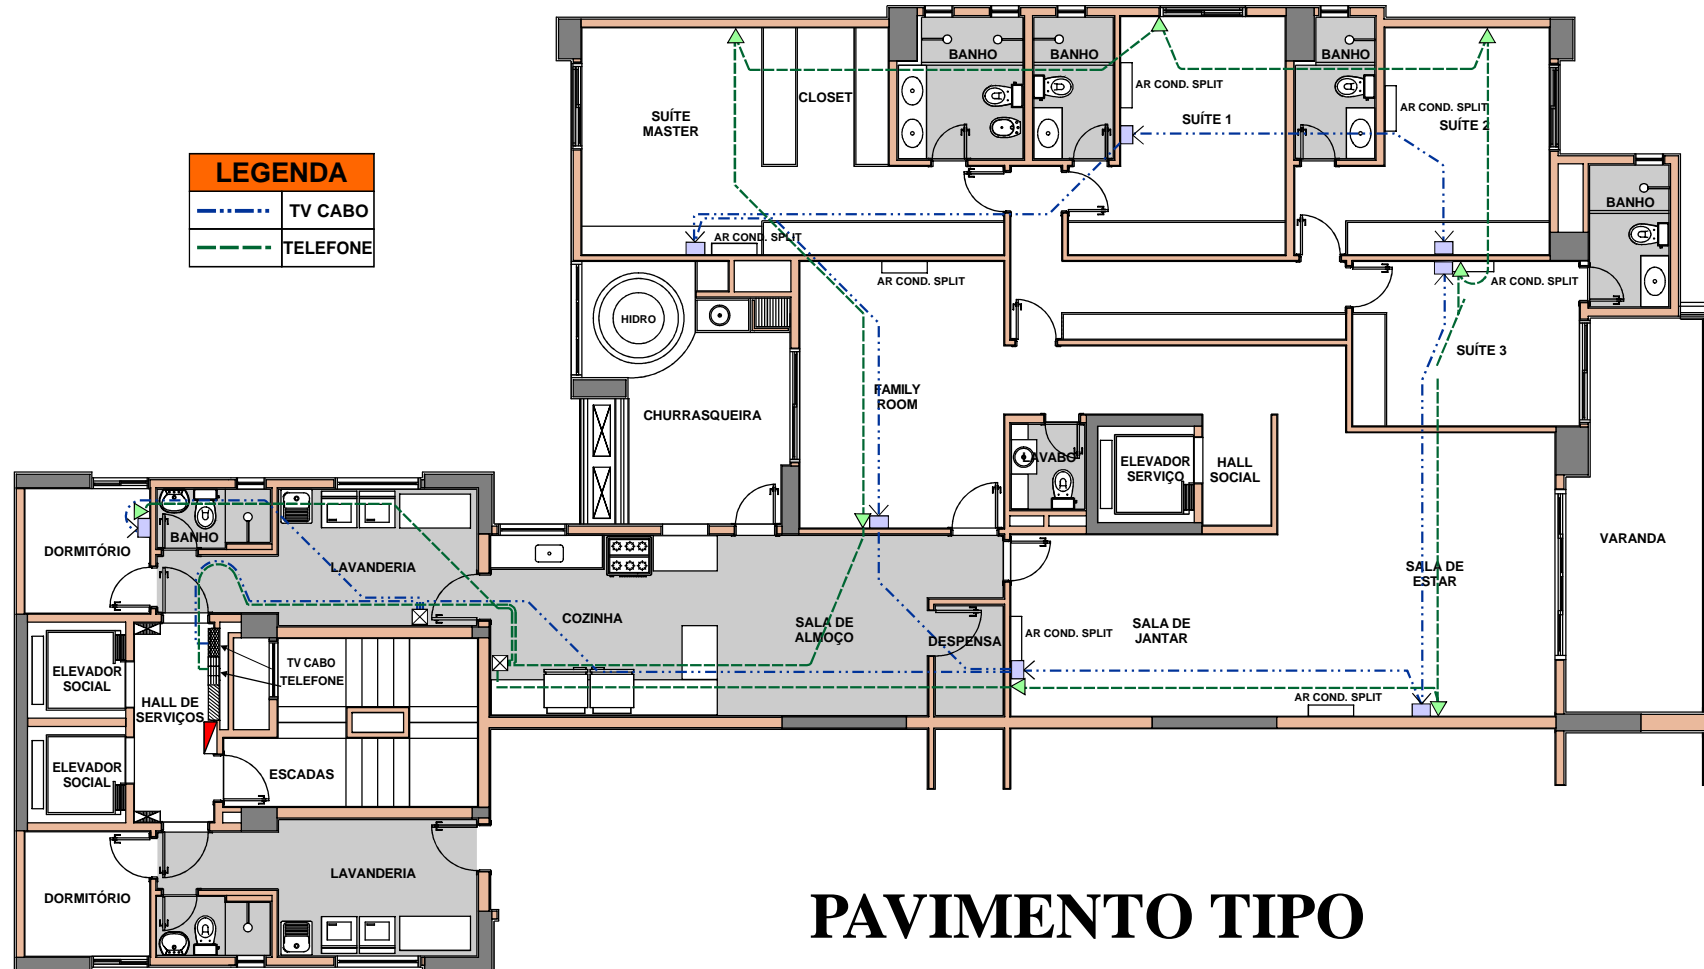 BANHO
BANHO
BANHO
AR COND. SPLIT
CLOSET
AR COND. SPLIT
SUÍTE
MASTER
SUÍTE 1
SUÍTE 2
LEGENDA
TV CABO
TELEFONE
BANHO
AR COND. SPLIT
AR COND. SPLIT
AR COND. SPLIT
HIDRO
SUÍTE 3
FAMILY
ROOM
CHURRASQUEIRA
LAVABO
ELEVADOR
SERVIÇO
HALL
SOCIAL
DORMITÓRIO
BANHO
LAVANDERIA
VARANDA
SALA DE
ESTAR
COZINHA
SALA DE
ALMOÇO
DESPENSA
AR COND. SPLIT
SALA DE
JANTAR
ELEVADOR
SOCIAL
TV CABO
TELEFONE
HALL DE
SERVIÇOS
AR COND. SPLIT
ELEVADOR
SOCIAL
ESCADAS
LAVANDERIA
DORMITÓRIO
PAVIMENTO TIPO